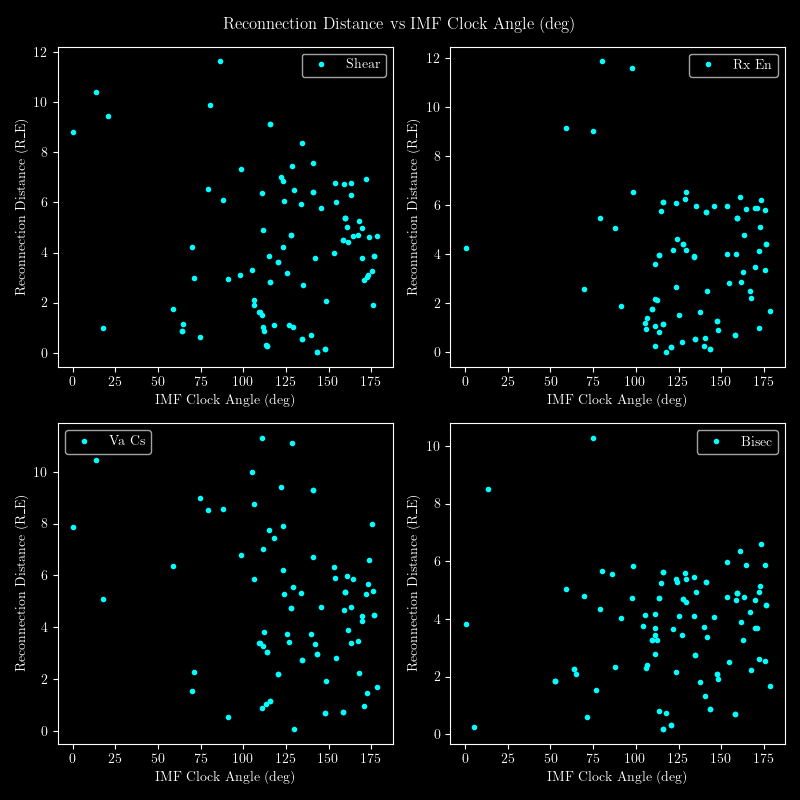 Reconnection Distance vs IMF Clock Angle (deg)
12
10
8
6
4
2
0
Reconnection Distance (R_E)
Shear
0 25 50 75 100 125 150 175
IMF Clock Angle (deg)
12
10
8
6
4
2
0
Reconnection Distance (R_E)
Rx En
0 25 50 75 100 125 150 175
IMF Clock Angle (deg)
10
8
6
4
2
0
Reconnection Distance (R_E)
Va Cs
0 25 50 75 100 125 150 175
IMF Clock Angle (deg)
10
8
6
4
2
0
Reconnection Distance (R_E)
Bisec
0 25 50 75 100 125 150 175
IMF Clock Angle (deg)